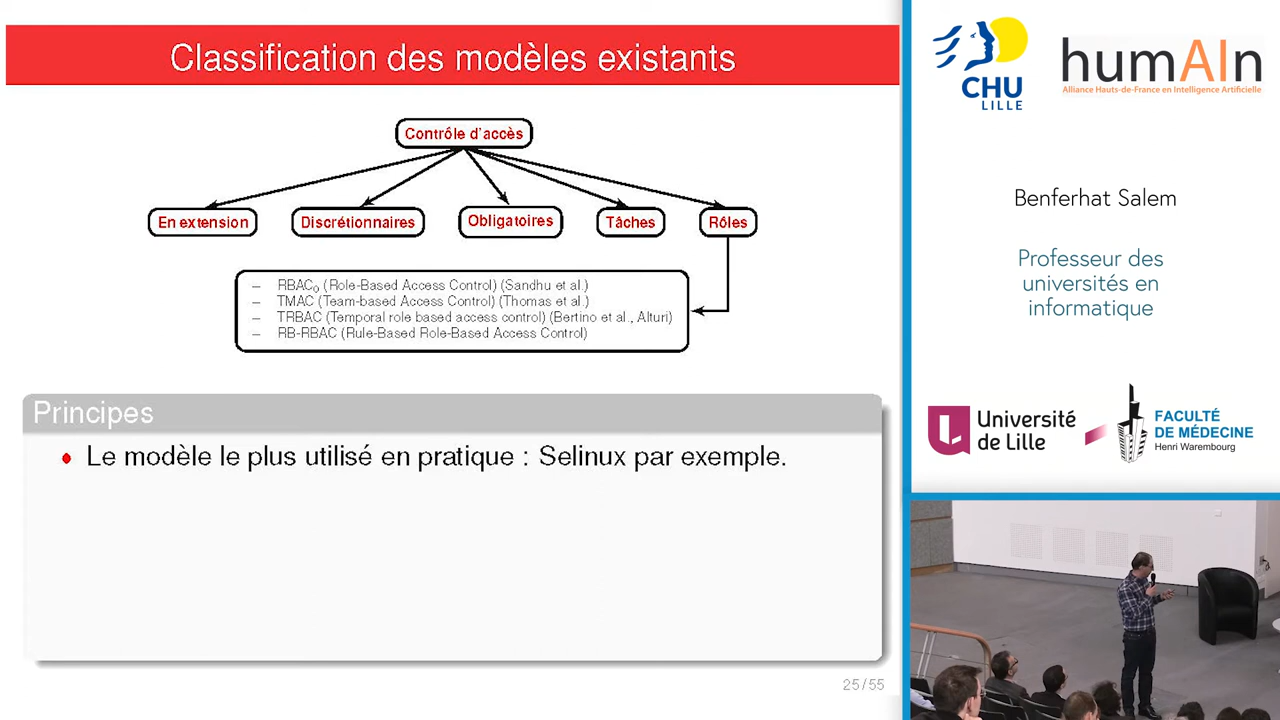 Classification des modèles existants
Contrôle d'accès
En extension
Discrétionnaires
Obligatoires
Tâches
Rôles
– RBAC₀ (Role-Based Access Control) (Sandhu et al.)
– TMAC (Team-based Access Control) (Thomas et al.)
– TRBAC (Temporal role based access control) (Bertino et al., Alturi)
– RB-RBAC (Rule-Based Role-Based Access Control)
Principes
• Le modèle le plus utilisé en pratique : Selinux par exemple.
25/55
CHU
LILLE
humAIn
Alliance Hauts-de-France en Intelligence Artificielle
Benferhat Salem
Professeur des
universités en
informatique
Université
de Lille
FACULTÉ
DE MÉDECINE
Henri Warembourg